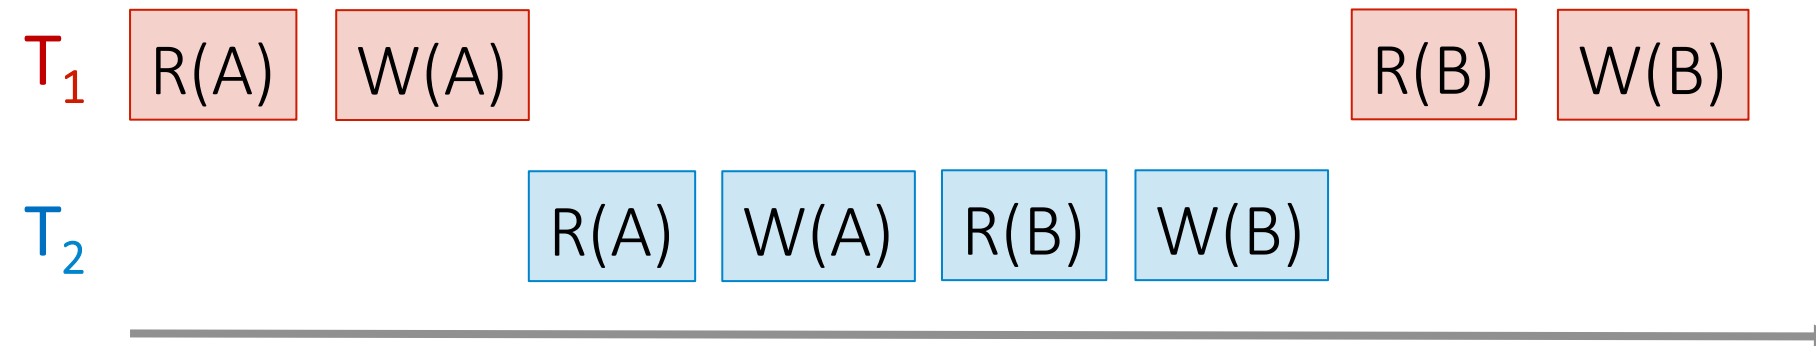 T₁ R(A) W(A) R(B) W(B)
T₂ R(A) W(A) R(B) W(B)